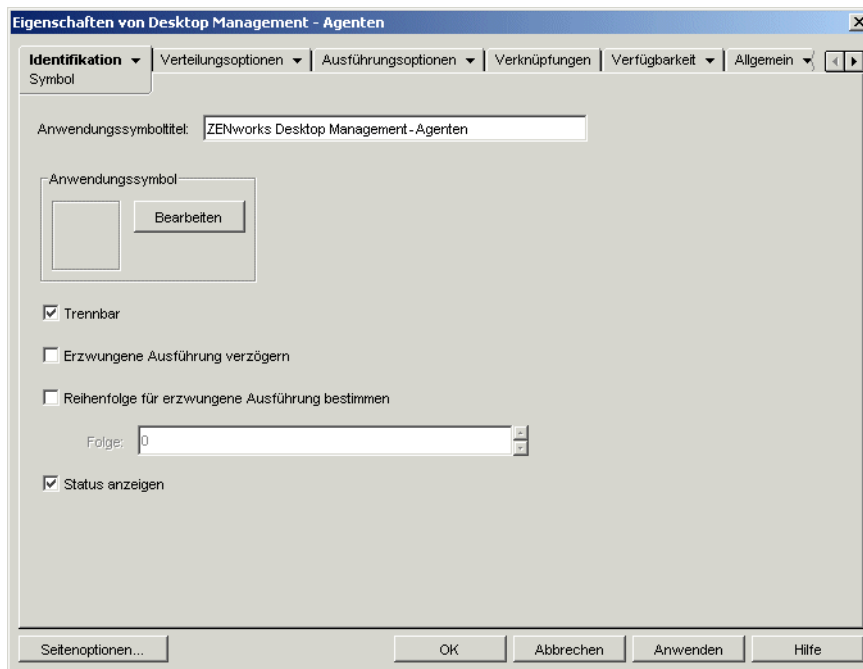 Eigenschaften von Desktop Management - Agenten
Identifikation
Verteilungsoptionen
Ausführungsoptionen
Verknüpfungen
Verfügbarkeit
Allgemein
Symbol
Anwendungssymboltitel: ZENworks Desktop Management - Agenten
Anwendungssymbol
Bearbeiten
Trennbar
Erzwungene Ausführung verzögern
Reihenfolge für erzwungene Ausführung bestimmen
Folge: 0
Status anzeigen
Seitenoptionen... OK Abbrechen Anwenden Hilfe